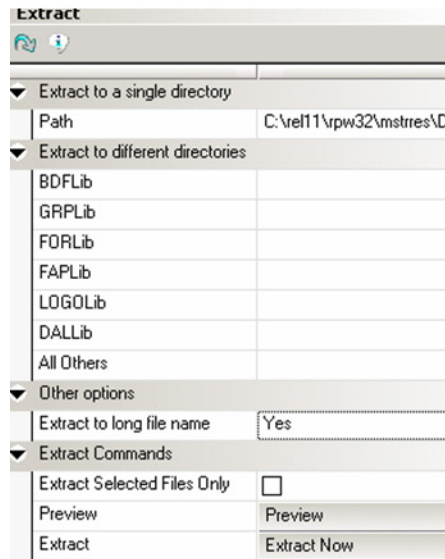 Extract
Extract to a single directory
Path C:\rel11\rpw32\mstrres\D
Extract to different directories
BDFLib
GRPLib
FORLib
FAPLib
LOGOLib
DALLib
All Others
Other options
Extract to long file name Yes
Extract Commands
Extract Selected Files Only
Preview Preview
Extract Extract Now